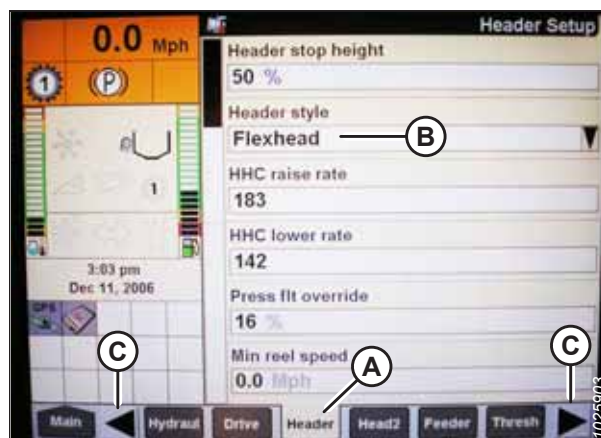 0.0 Mph
Header Setup
1
P
Header stop height
50 %
Header style
Flexhead
B
HHC raise rate
183
1
HHC lower rate
142
3:03 pm
Dec 11, 2006
Press flt override
16 %
GPS
Min reel speed
0.0 Mph
A
C
C
Main
Hydraul
Drive
Header
Head2
Feeder
Thresh
1025903